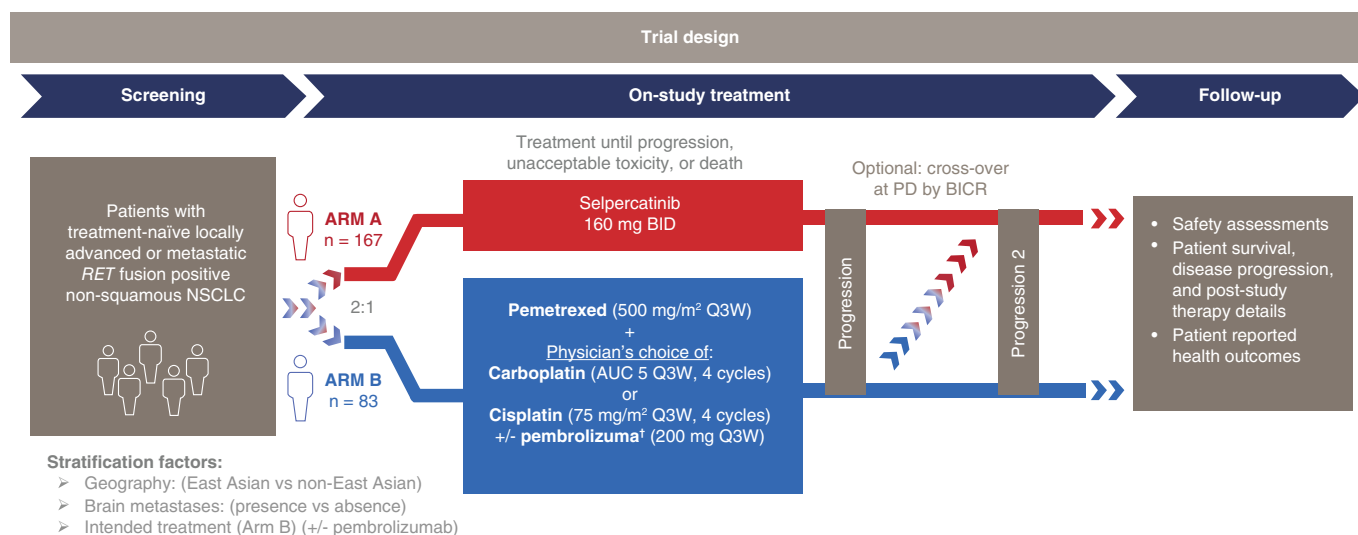 Trial design
Screening
On-study treatment
Follow-up
Patients with
treatment-naïve locally
advanced or metastatic
RET fusion positive
non-squamous NSCLC
ARM A
n = 167
2:1
ARM B
n = 83
Treatment until progression,
unacceptable toxicity, or death
Selpercatinib
160 mg BID
Pemetrexed (500 mg/m² Q3W)
+
Physician's choice of:
Carboplatin (AUC 5 Q3W, 4 cycles)
or
Cisplatin (75 mg/m² Q3W, 4 cycles)
+/- pembrolizuma† (200 mg Q3W)
Optional: cross-over
at PD by BICR
Progression
Progression 2
• Safety assessments
• Patient survival,
disease progression,
and post-study
therapy details
• Patient reported
health outcomes
Stratification factors:
➢ Geography: (East Asian vs non-East Asian)
➢ Brain metastases: (presence vs absence)
➢ Intended treatment (Arm B) (+/- pembrolizumab)